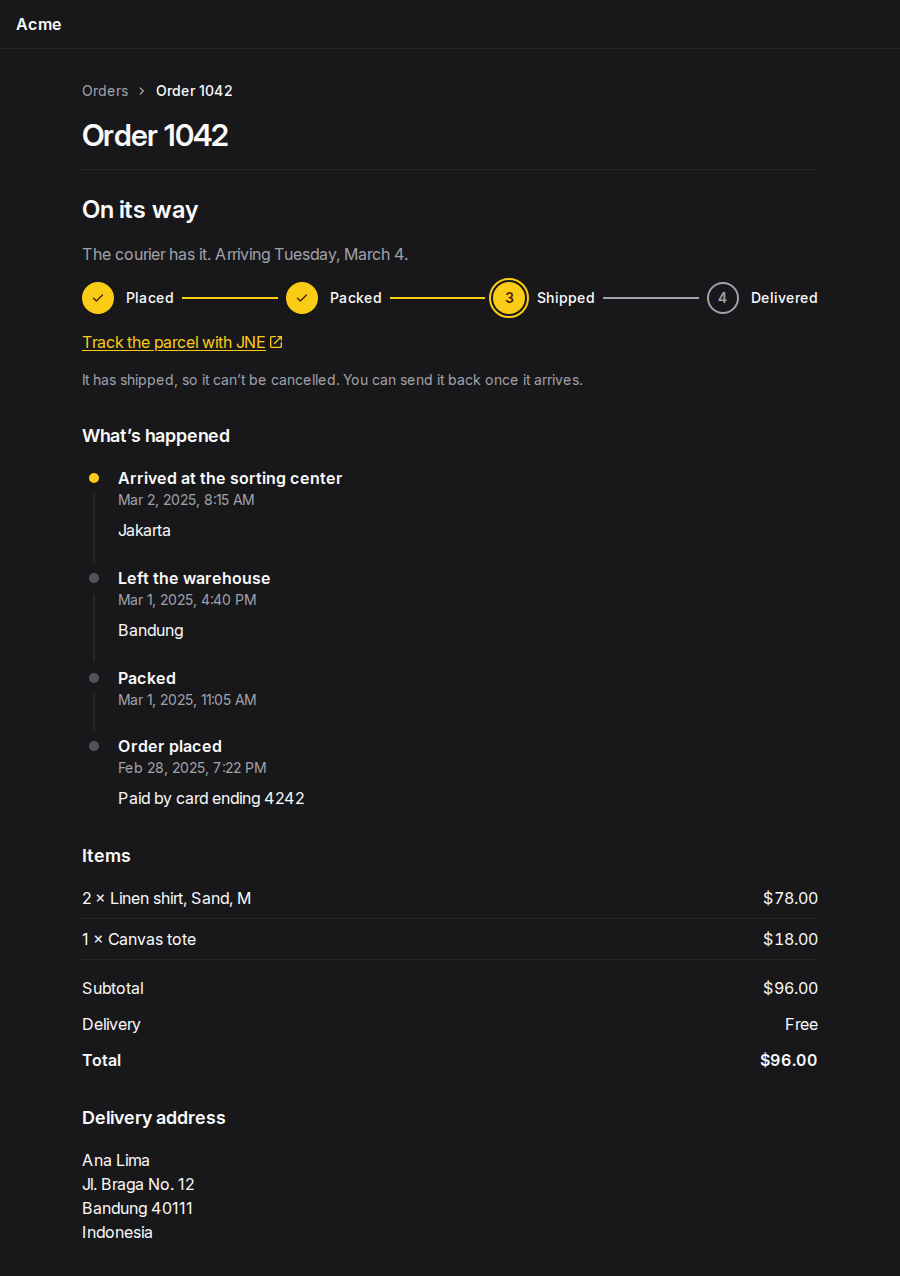 Acme
Orders > Order 1042
Order 1042
On its way
The courier has it. Arriving Tuesday, March 4.
Placed Packed 3 Shipped 4 Delivered
Track the parcel with JNE
It has shipped, so it can’t be cancelled. You can send it back once it arrives.
What’s happened
Arrived at the sorting center
Mar 2, 2025, 8:15 AM
Jakarta
Left the warehouse
Mar 1, 2025, 4:40 PM
Bandung
Packed
Mar 1, 2025, 11:05 AM
Order placed
Feb 28, 2025, 7:22 PM
Paid by card ending 4242
Items
2 × Linen shirt, Sand, M $78.00
1 × Canvas tote $18.00
Subtotal $96.00
Delivery Free
Total $96.00
Delivery address
Ana Lima
Jl. Braga No. 12
Bandung 40111
Indonesia